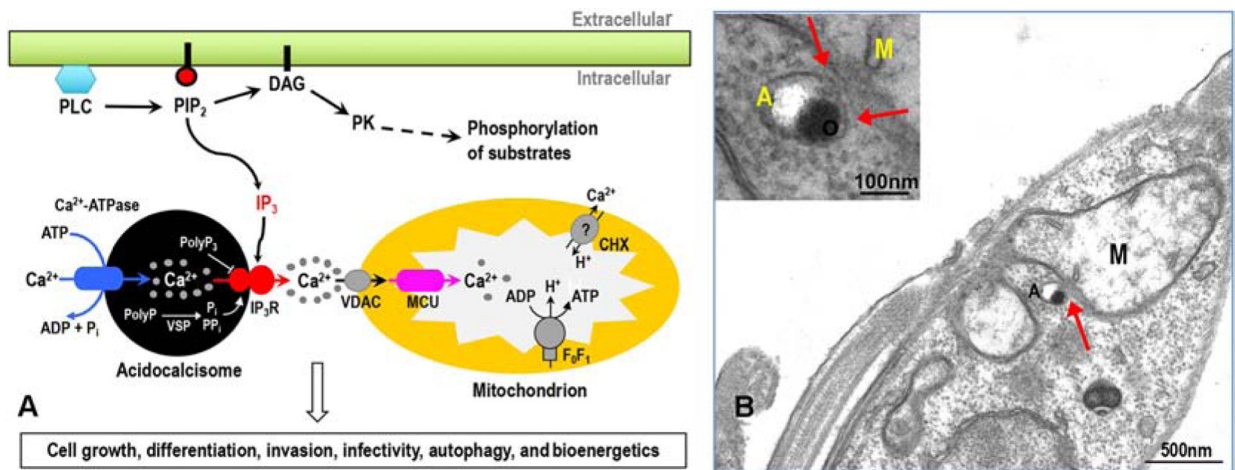 Extracellular
Intracellular
PLC
PIP₂
DAG
PK
Phosphorylation
of substrates
IP₃
Ca²⁺-ATPase
ATP
Ca²⁺
ADP + Pᵢ
PolyP₃
Ca²⁺
PolyP
VSP
Pᵢ
PPᵢ
IP₃R
Acidocalcisome
Ca²⁺
VDAC
MCU
Ca²⁺
Ca²⁺
?
CHX
H⁺
ADP
H⁺
ATP
F₀F₁
Mitochondrion
A
Cell growth, differentiation, invasion, infectivity, autophagy, and bioenergetics
M
A
O
100nm
M
A
B
500nm